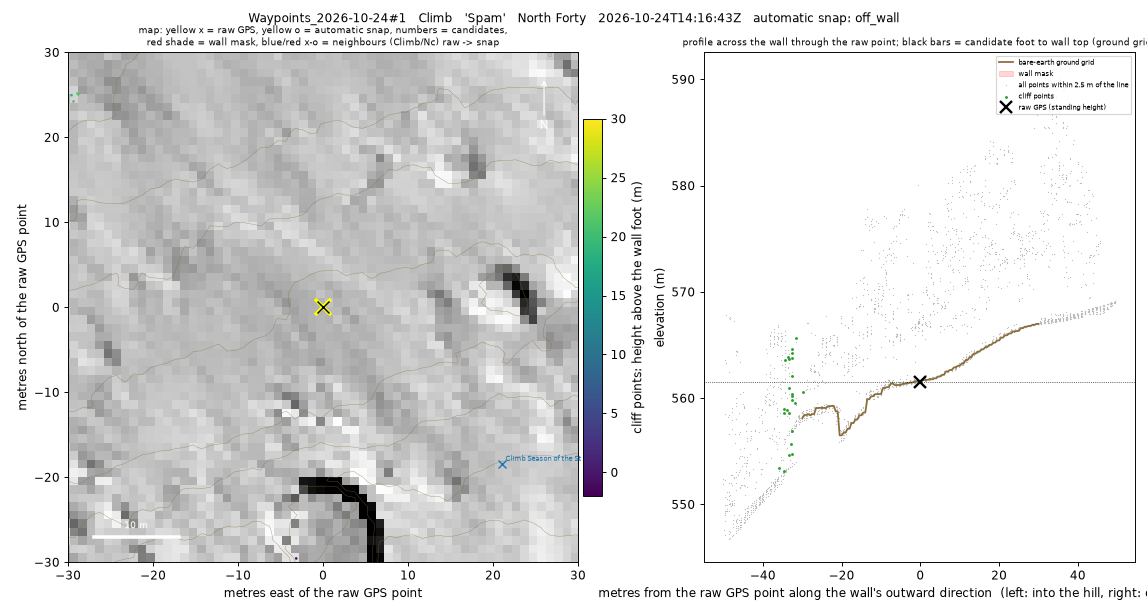 Waypoints_2026-10-24#1   Climb   'Spam'   North Forty   2026-10-24T14:16:43Z   automatic snap: off_wall
map: yellow x = raw GPS, yellow o = automatic snap, numbers = candidates,
red shade = wall mask, blue/red x-o = neighbours (Climb/Nc) raw -> snap
profile across the wall through the raw point; black bars = candidate foot to wall top (ground gri
30
20
10
0
−10
−20
−30
−30
−20
−10
0
10
20
30
metres north of the raw GPS point
metres east of the raw GPS point
N
Climb Season of the St
10 m
30
25
20
15
10
5
0
cliff points: height above the wall foot (m)
590
580
570
560
550
elevation (m)
bare-earth ground grid
wall mask
all points within 2.5 m of the line
cliff points
raw GPS (standing height)
−40
−20
0
20
40
metres from the raw GPS point along the wall's outward direction  (left: into the hill, right: